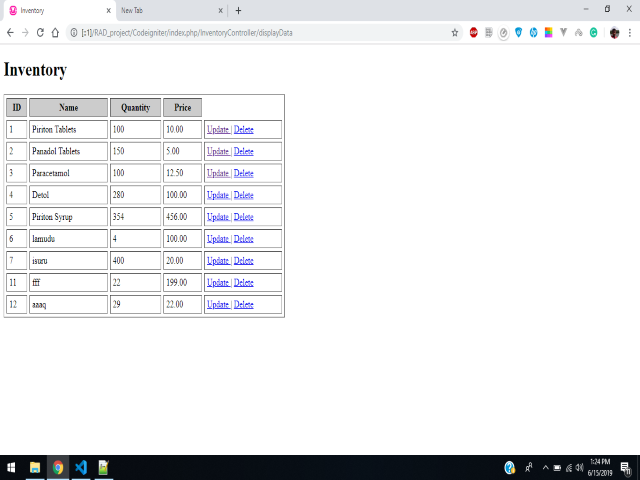 Inventory
New Tab
[::1]/RAD_project/Codeigniter/index.php/InventoryController/displayData
Inventory
ID Name Quantity Price
1 Piriton Tablets 100 10.00 Update | Delete
2 Panadol Tablets 150 5.00 Update | Delete
3 Paracetamol 100 12.50 Update | Delete
4 Detol 280 100.00 Update | Delete
5 Piriton Syrup 354 456.00 Update | Delete
6 lamudu 4 100.00 Update | Delete
7 isuru 400 20.00 Update | Delete
11 fff 22 199.00 Update | Delete
12 aaaq 29 22.00 Update | Delete
1:24 PM
6/15/2019